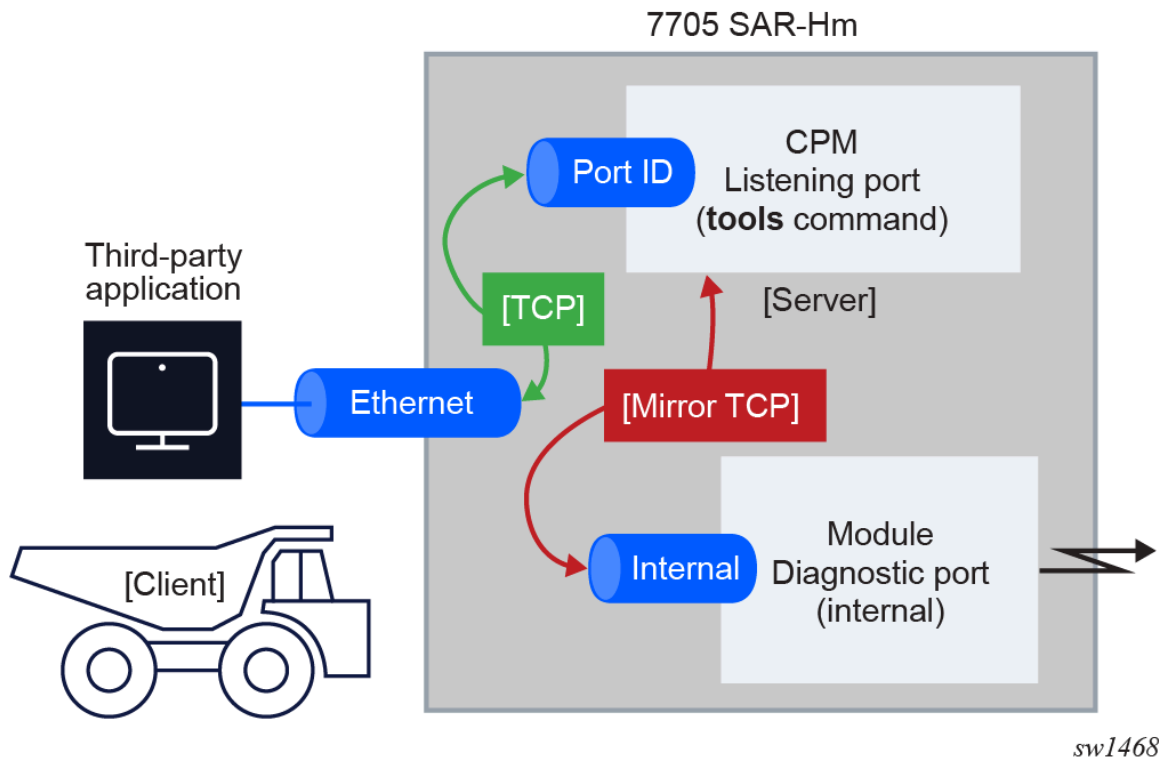 7705 SAR-Hm
CPM
Listening port
(tools command)
Port ID
[Server]
Third-party
application
[TCP]
Ethernet
[Mirror TCP]
Internal
Module
Diagnostic port
(internal)
[Client]
sw1468